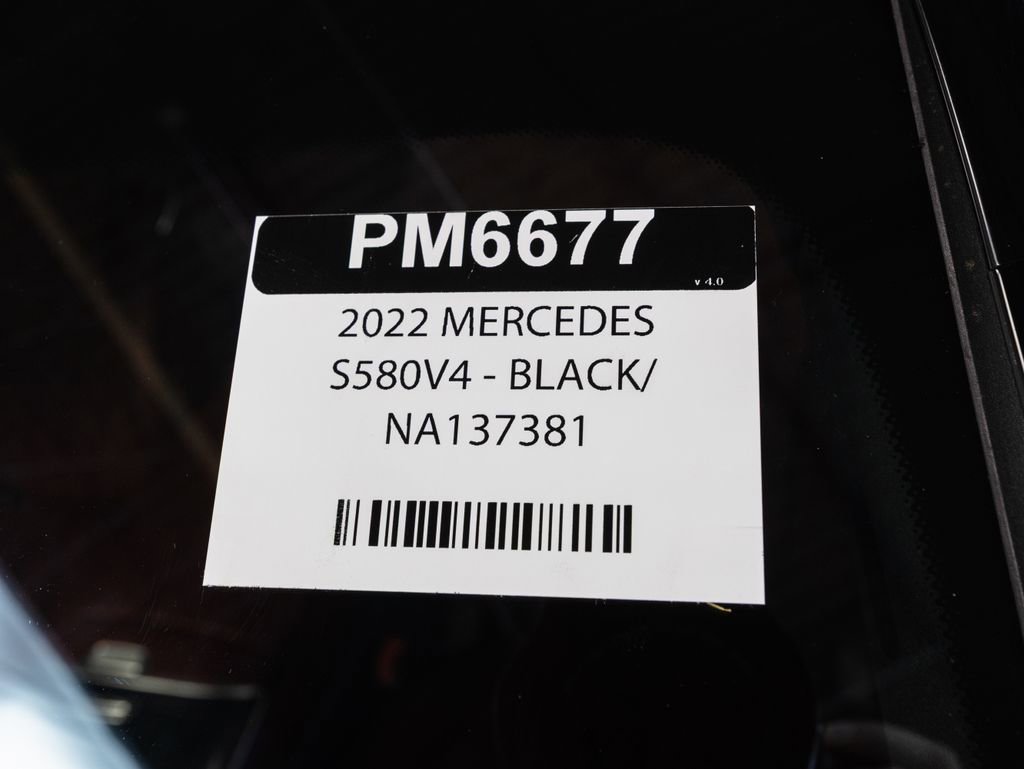 PM6677
v 4.0
2022 MERCEDES
S580V4 - BLACK/
NA137381